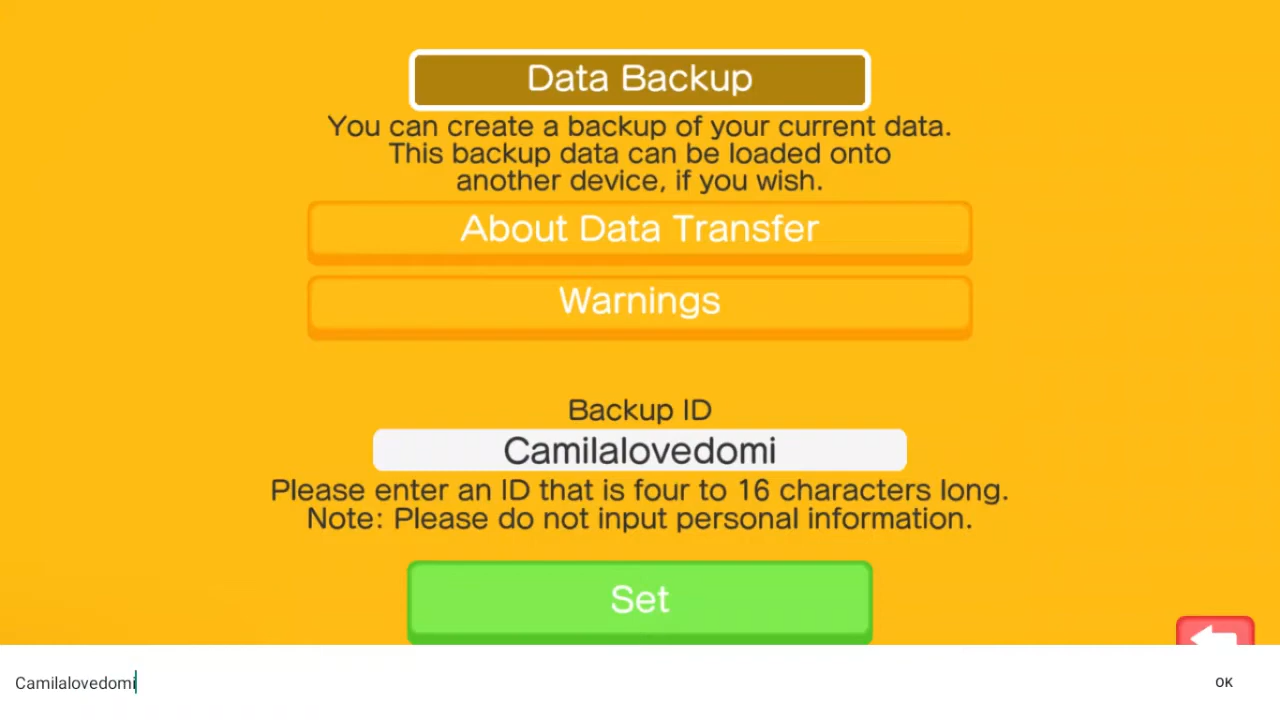 Data Backup
You can create a backup of your current data.
This backup data can be loaded onto
another device, if you wish.
About Data Transfer
Warnings
Backup ID
Camilalovedomi
Please enter an ID that is four to 16 characters long.
Note: Please do not input personal information.
Set
Camilalovedomi
OK